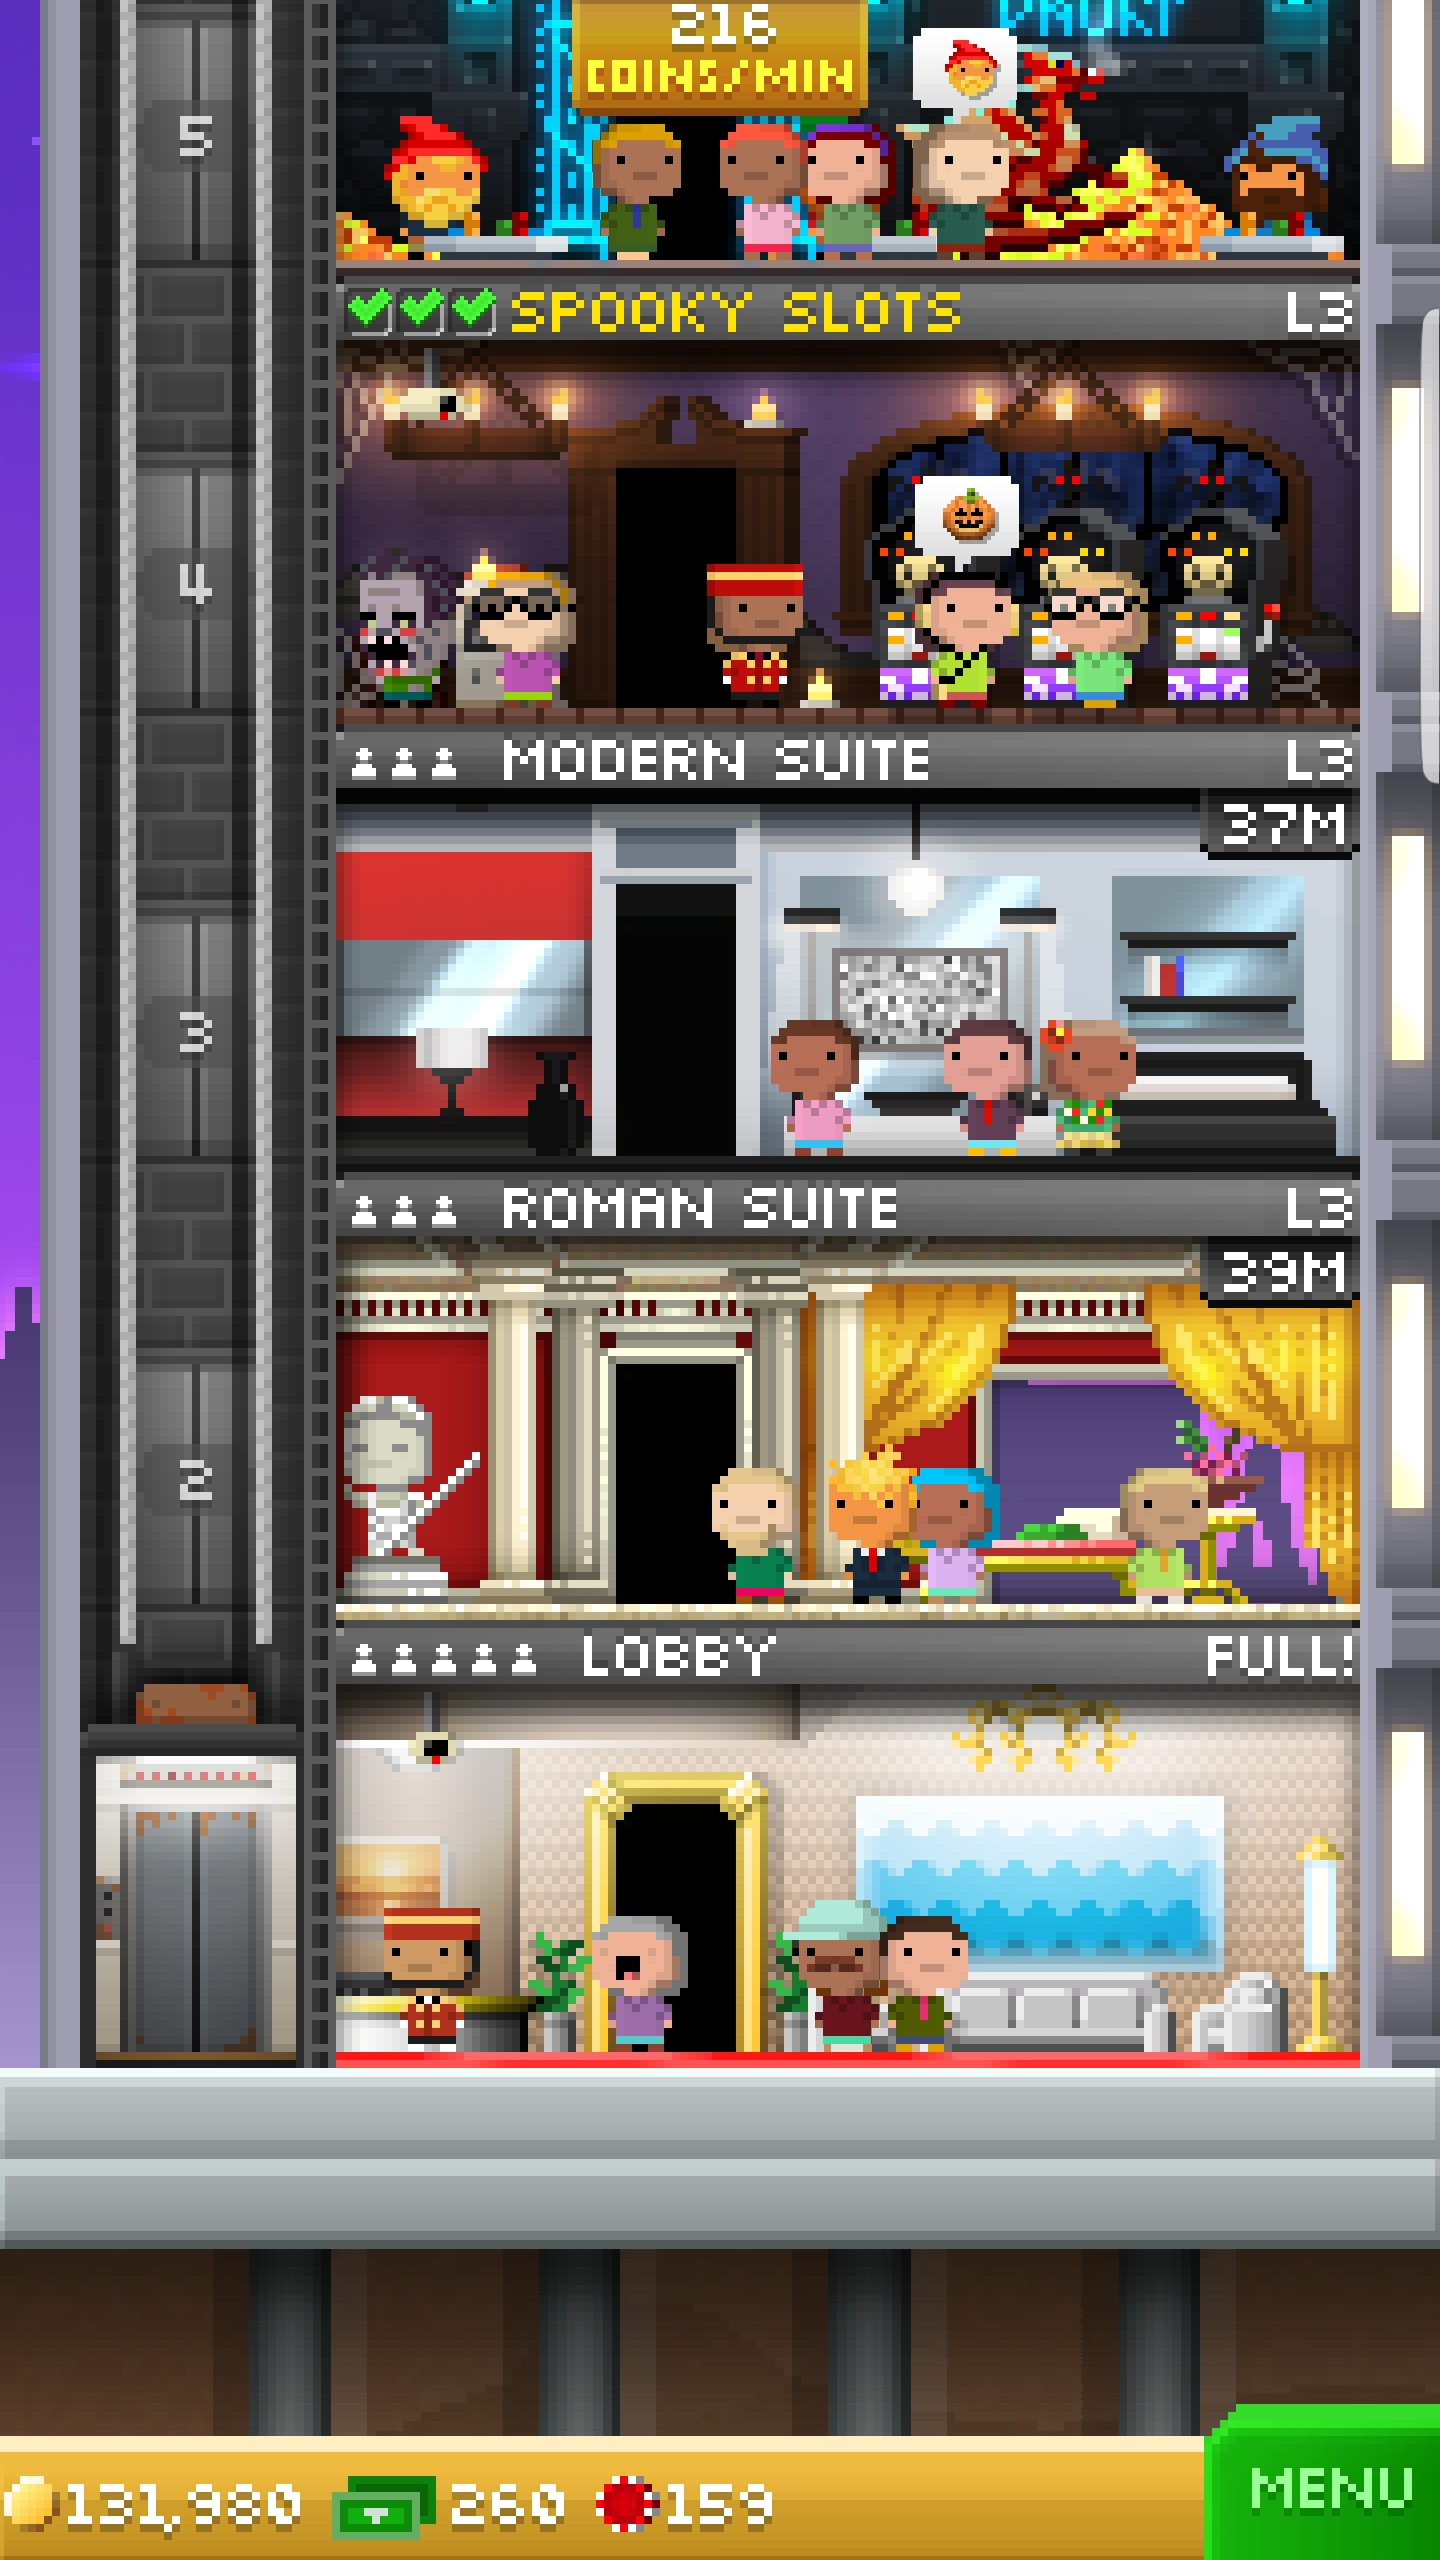 216
COINS/MIN
5
SPOOKY SLOTS L3
4
MODERN SUITE L3
37M
3
ROMAN SUITE L3
39M
2
LOBBY FULL!
131,980 260 159
MENU